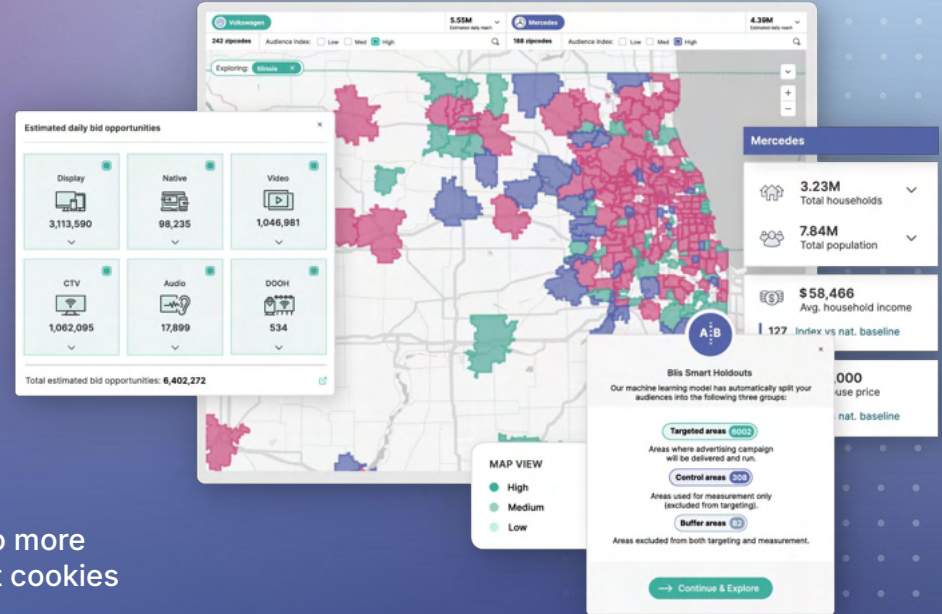 Volkswagen
5.55M
Estimated daily reach
Mercedes
4.39M
Estimated daily reach
242 zipcodes
Audience Index:
Low
Med
High
188 zipcodes
Audience Index:
Low
Med
High
Exploring:
Illinois ×
Estimated daily bid opportunities
×
Display
3,113,590
Native
98,235
Video
1,046,981
CTV
1,062,095
Audio
17,899
DOOH
534
Total estimated bid opportunities: 6,402,272
Mercedes
3.23M
Total households
7.84M
Total population
$58,466
Avg. household income
127 Index vs nat. baseline
,000
use price
nat. baseline
MAP VIEW
High
Medium
Low
A B
×
Blis Smart Holdouts
Our machine learning model has automatically split your
audiences into the following three groups:
Targeted areas 6002
Areas where advertising campaign
will be delivered and run.
Control areas 308
Areas used for measurement only
(excluded from targeting).
Buffer areas 62
Areas excluded from both targeting and measurement.
→ Continue & Explore
more
cookies